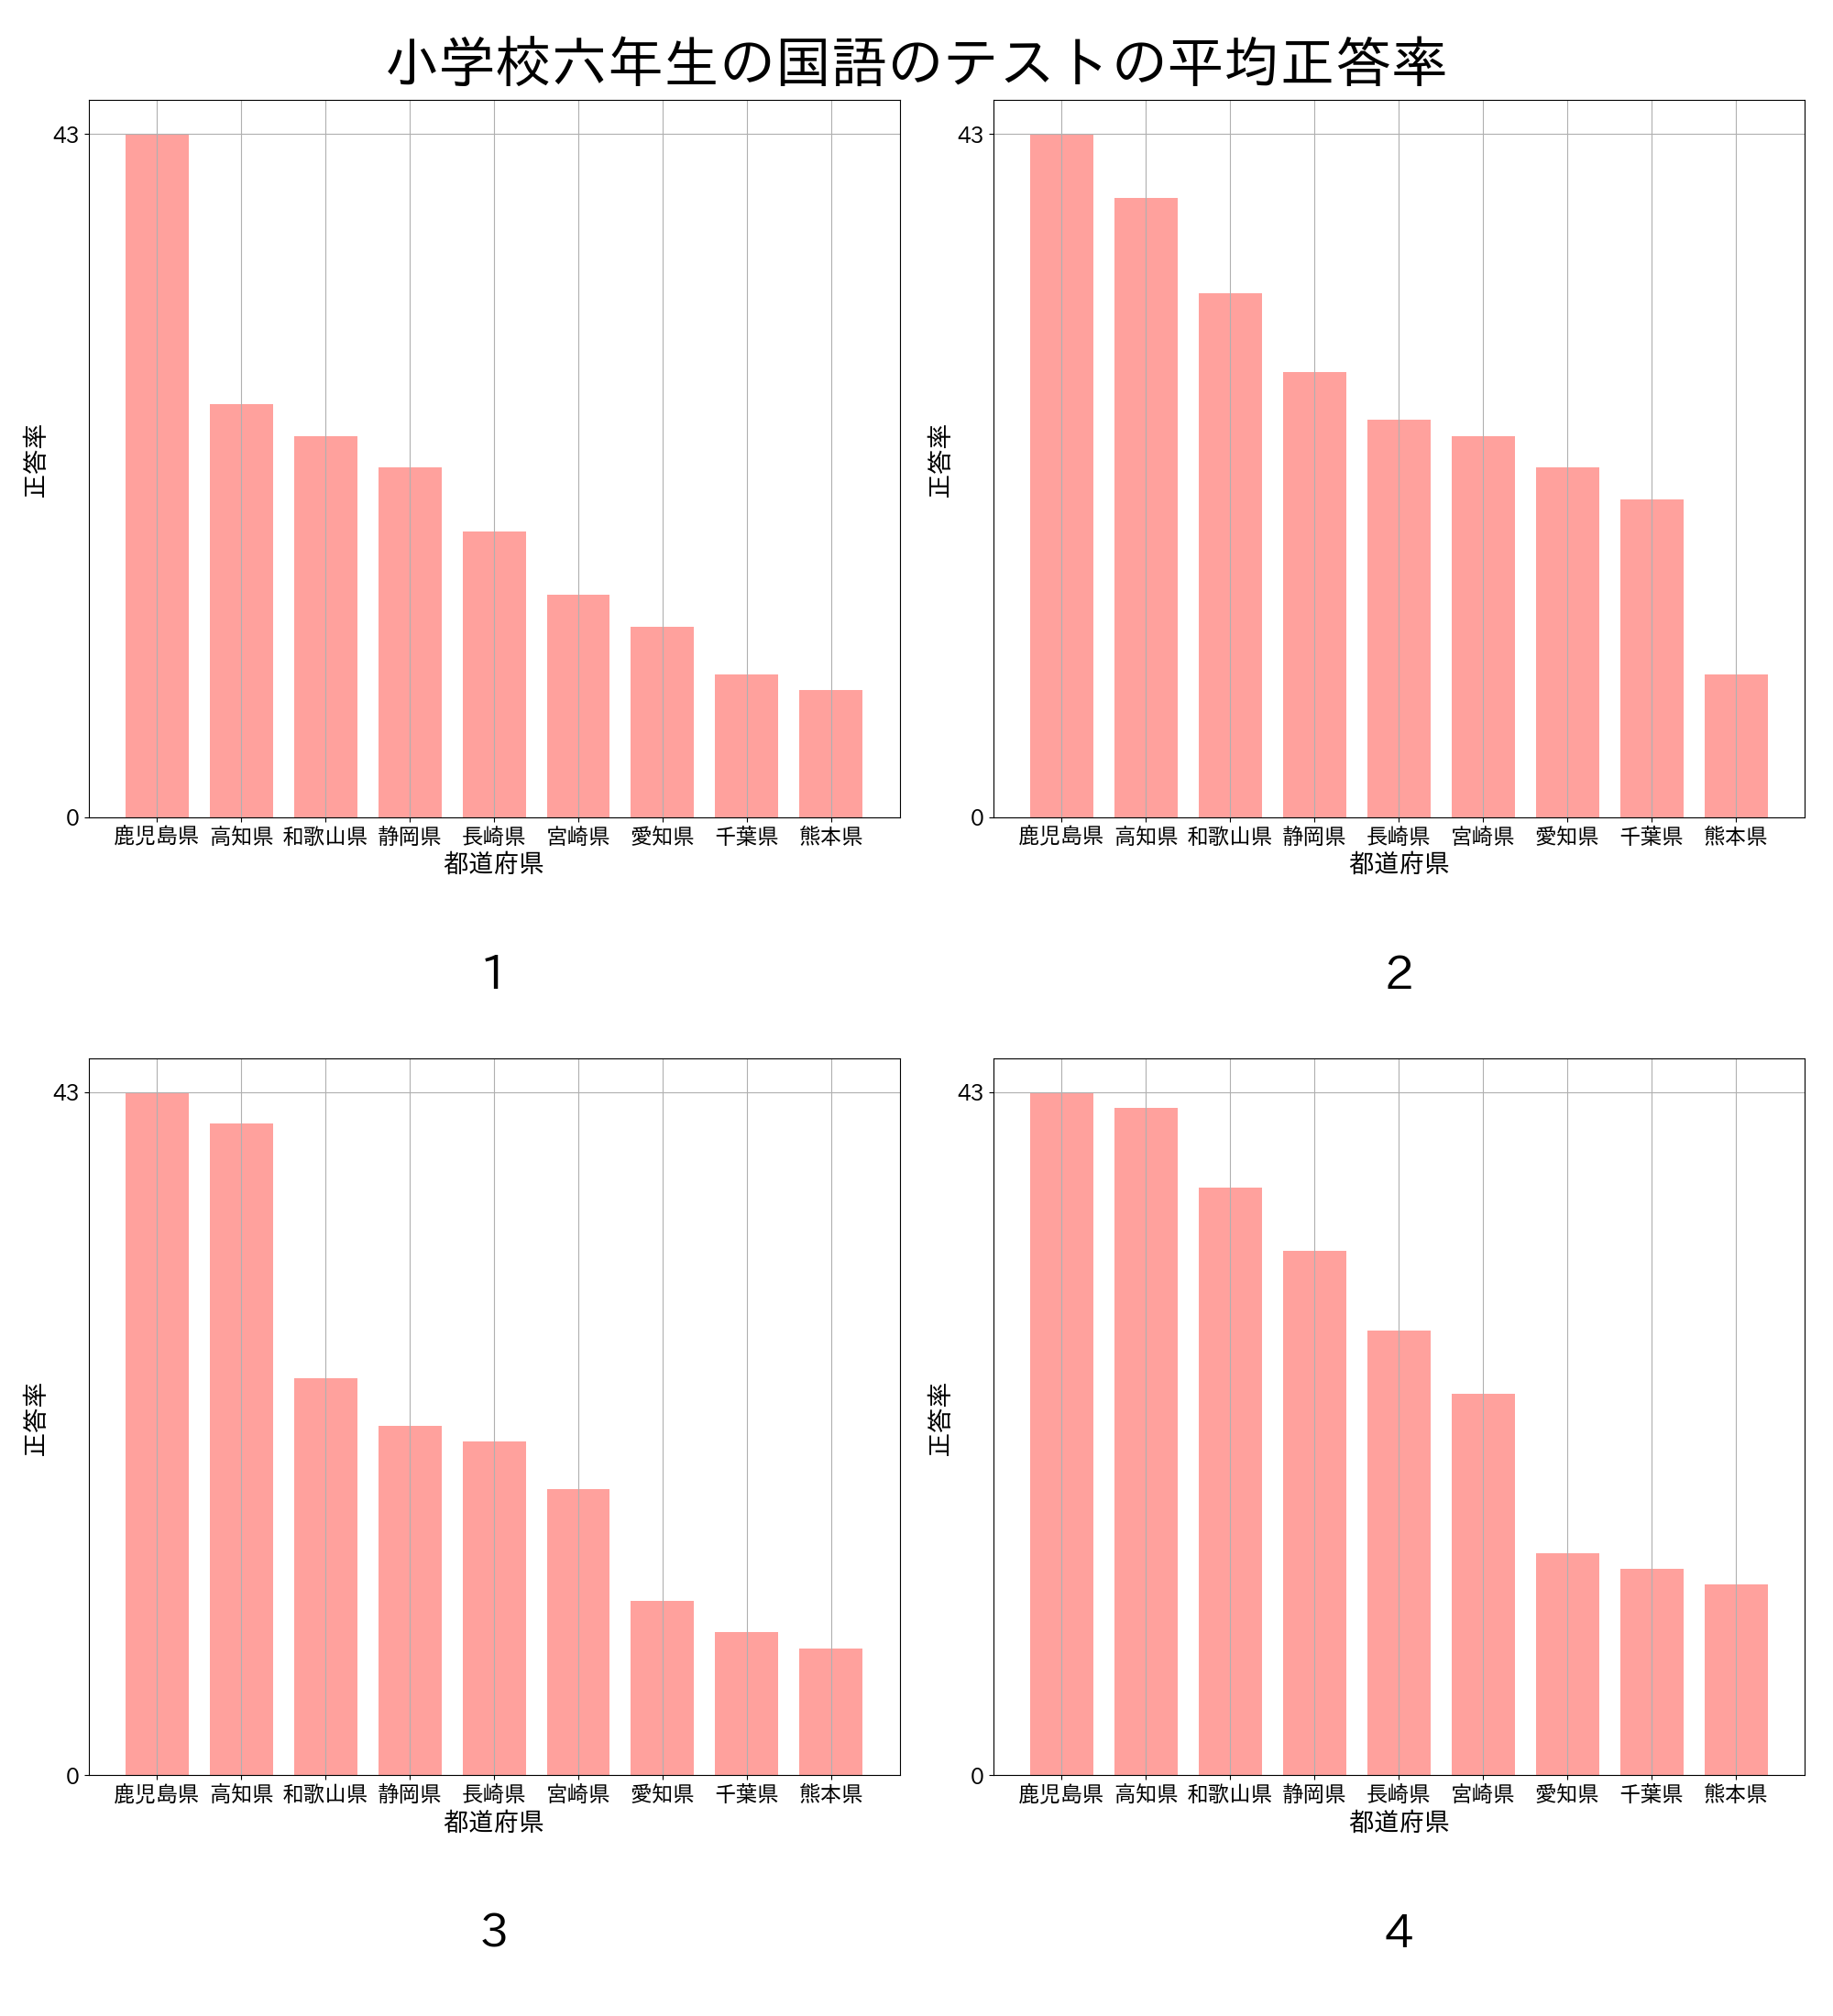 小学校六年生の国語のテストの平均正答率
43
0
正答率
鹿児島県 高知県 和歌山県 静岡県 長崎県 宮崎県 愛知県 千葉県 熊本県
都道府県
1
43
0
正答率
鹿児島県 高知県 和歌山県 静岡県 長崎県 宮崎県 愛知県 千葉県 熊本県
都道府県
2
43
0
正答率
鹿児島県 高知県 和歌山県 静岡県 長崎県 宮崎県 愛知県 千葉県 熊本県
都道府県
3
43
0
正答率
鹿児島県 高知県 和歌山県 静岡県 長崎県 宮崎県 愛知県 千葉県 熊本県
都道府県
4